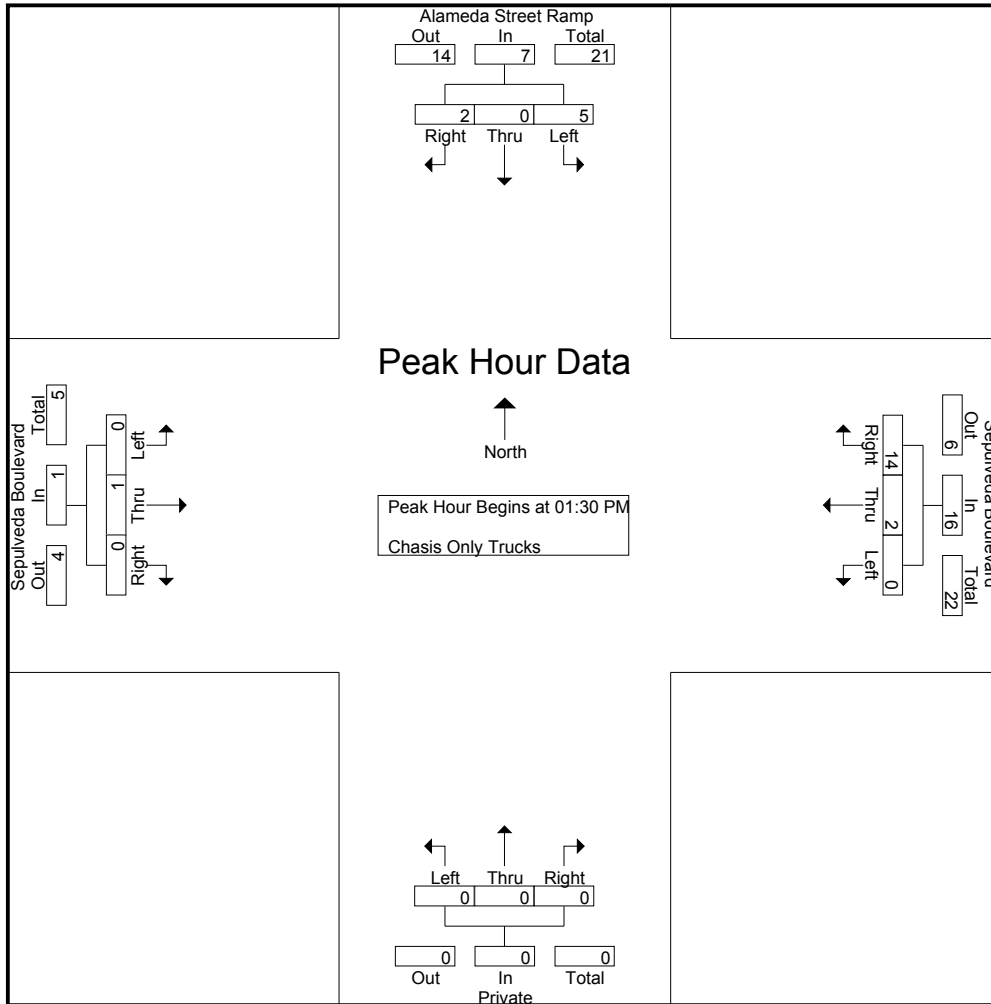 Alameda Street Ramp
Out In Total
14 7 21
2 0 5
Right Thru Left
Peak Hour Data
North
Peak Hour Begins at 01:30 PM
Chasis Only Trucks
Sepulveda Boulevard
Total In Out
5 1 4
0 1 0
Left Thru Right
Sepulveda Boulevard
Out In Total
6 16 22
14 2 0
Right Thru Left
Left Thru Right
0 0 0
0 0 0
Out In Total
Private